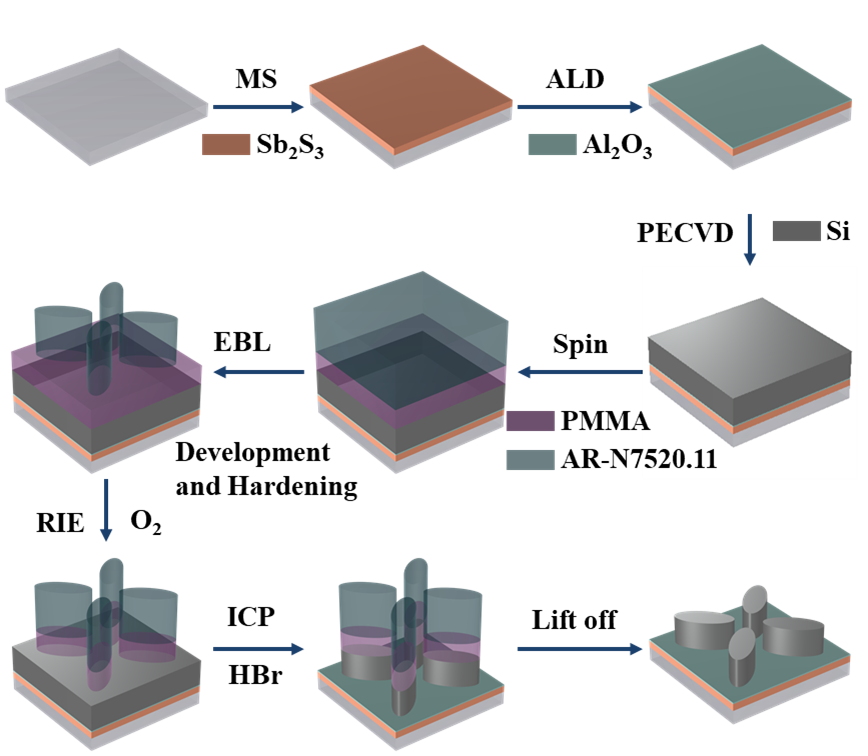 MS
Sb₂S₃
ALD
Al₂O₃
PECVD
Si
Spin
PMMA
AR-N7520.11
EBL
Development
and Hardening
RIE
O₂
ICP
HBr
Lift off